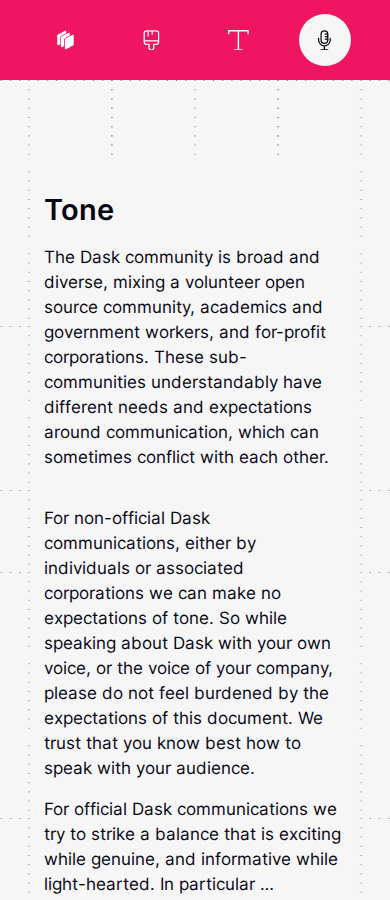 Tone
The Dask community is broad and
diverse, mixing a volunteer open
source community, academics and
government workers, and for-profit
corporations. These sub-
communities understandably have
different needs and expectations
around communication, which can
sometimes conflict with each other.
For non-official Dask
communications, either by
individuals or associated
corporations we can make no
expectations of tone. So while
speaking about Dask with your own
voice, or the voice of your company,
please do not feel burdened by the
expectations of this document. We
trust that you know best how to
speak with your audience.
For official Dask communications we
try to strike a balance that is exciting
while genuine, and informative while
light-hearted. In particular ...